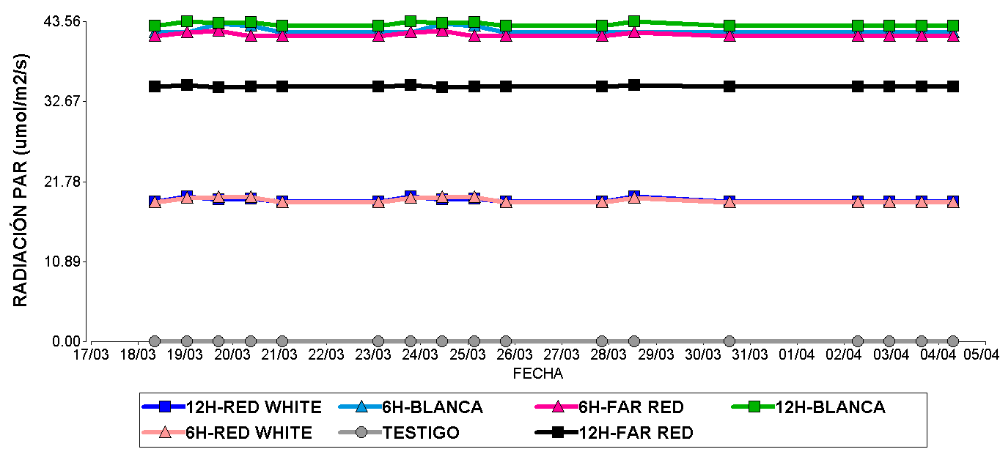 RADIACIÓN PAR (umol/m2/s)
43.56
32.67
21.78
10.89
0.00
17/03 18/03 19/03 20/03 21/03 22/03 23/03 24/03 25/03 26/03 27/03 28/03 29/03 30/03 31/03 01/04 02/04 03/04 04/04 05/04
FECHA
12H-RED WHITE 6H-BLANCA 6H-FAR RED 12H-BLANCA
6H-RED WHITE TESTIGO 12H-FAR RED